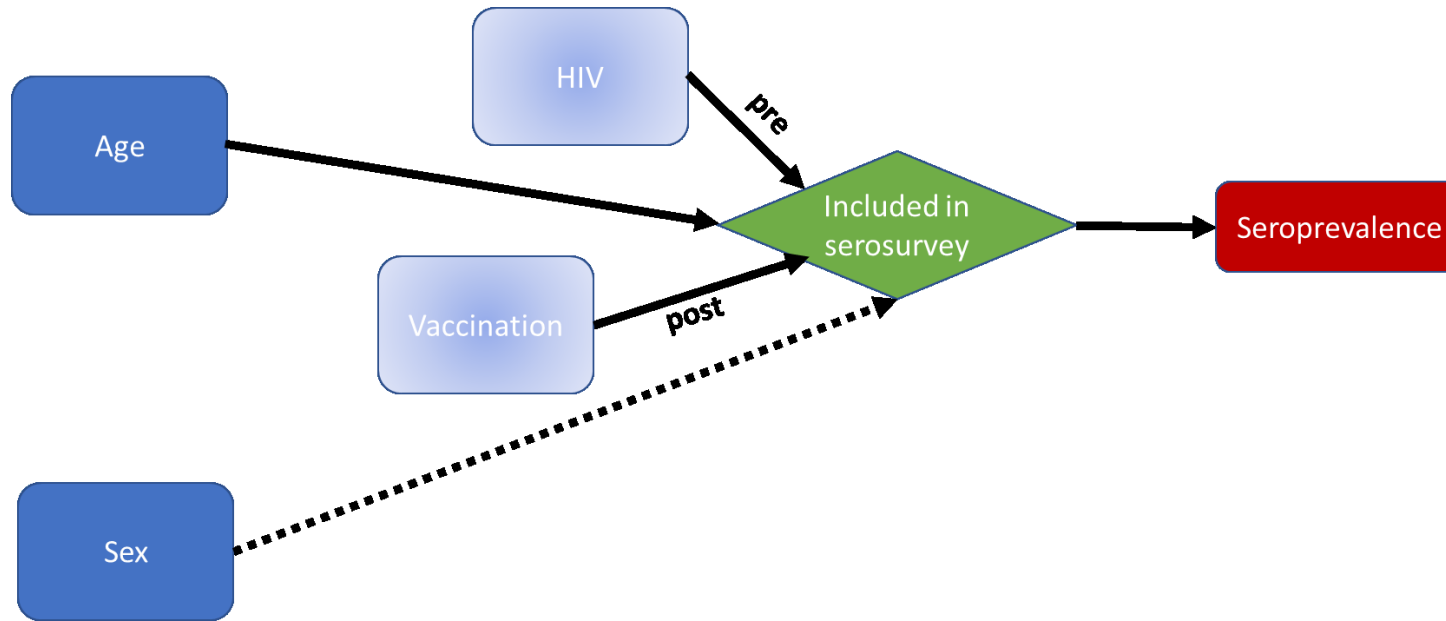 HIV
pre
Age
Included in
serosurvey
Seroprevalence
Vaccination
post
Sex